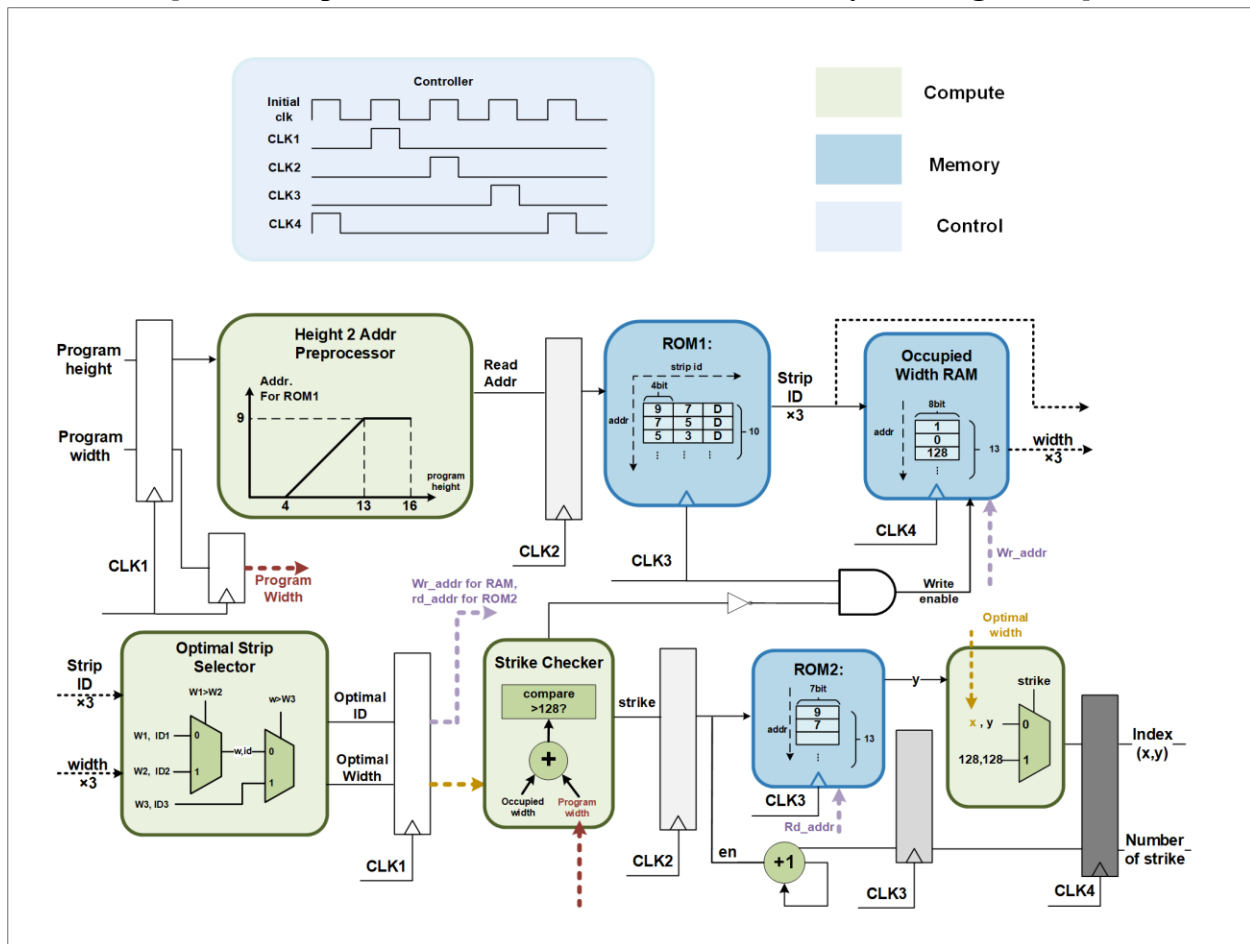 Controller
Initial
clk
CLK1
CLK2
CLK3
CLK4
Compute
Memory
Control
Program
height
Program
width
Height 2 Addr
Preprocessor
Addr.
For ROM1
9
4
13
16
program
height
Read
Addr
CLK1
Program
Width
CLK2
ROM1:
strip id
4bit
addr
9 7 D
7 5 D
5 3 D
10
CLK3
Strip
ID
×3
Occupied
Width RAM
8bit
addr
1
0
128
13
width
×3
CLK4
Wr_addr
Write
enable
Wr_addr for RAM,
rd_addr for ROM2
Strip
ID
×3
width
×3
Optimal Strip
Selector
W1>W2
w>W3
W1, ID1
0
W2, ID2
1
w,id
0
1
W3, ID3
Optimal
ID
Optimal
Width
CLK1
Strike Checker
compare
>128?
+
Occupied
width
Program
width
strike
CLK2
en
+1
ROM2:
7bit
addr
9
7
13
CLK3
Rd_addr
y
CLK3
Optimal
width
strike
x , y
0
128,128
1
CLK4
Index
(x,y)
Number
of strike